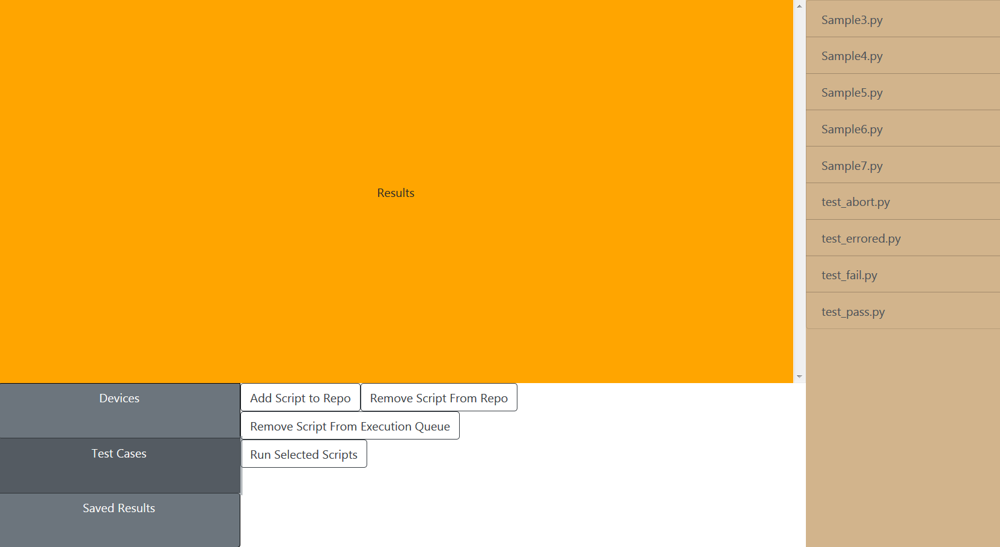 Results
Devices
Test Cases
Saved Results
Add Script to Repo
Remove Script From Repo
Remove Script From Execution Queue
Run Selected Scripts
Sample3.py
Sample4.py
Sample5.py
Sample6.py
Sample7.py
test_abort.py
test_errored.py
test_fail.py
test_pass.py